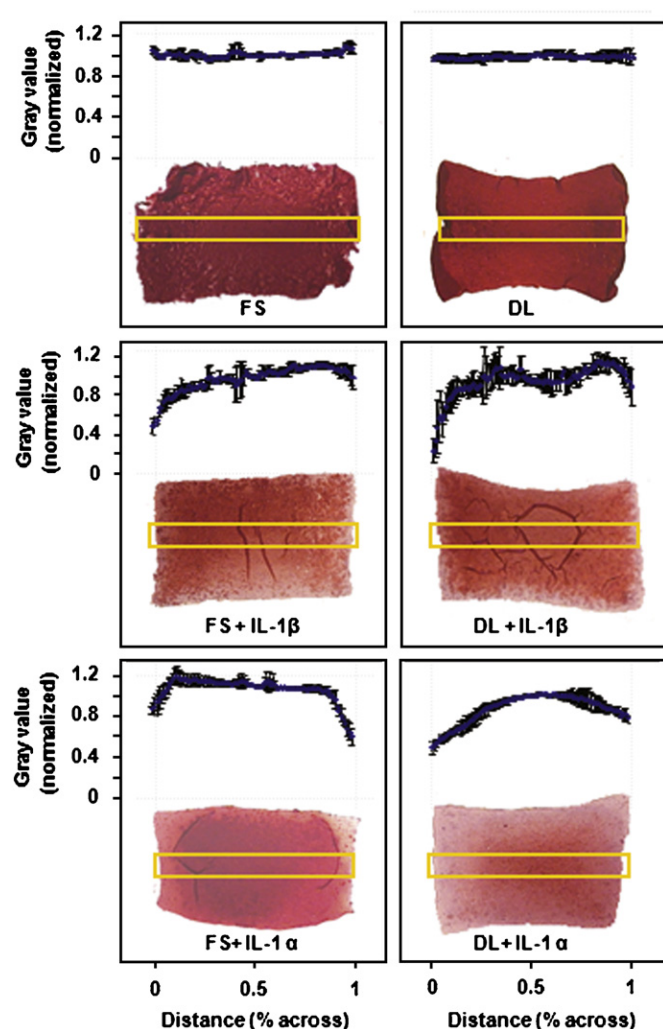 Gray value
(normalized)
1.2
0.8
0.4
0
FS
DL
Gray value
(normalized)
1.2
0.8
0.4
0
FS + IL-1β
DL + IL-1β
Gray value
(normalized)
1.2
0.8
0.4
0
FS+ IL-1 α
DL+ IL-1 α
0 0.5 1
0 0.5 1
Distance (% across)
Distance (% across)